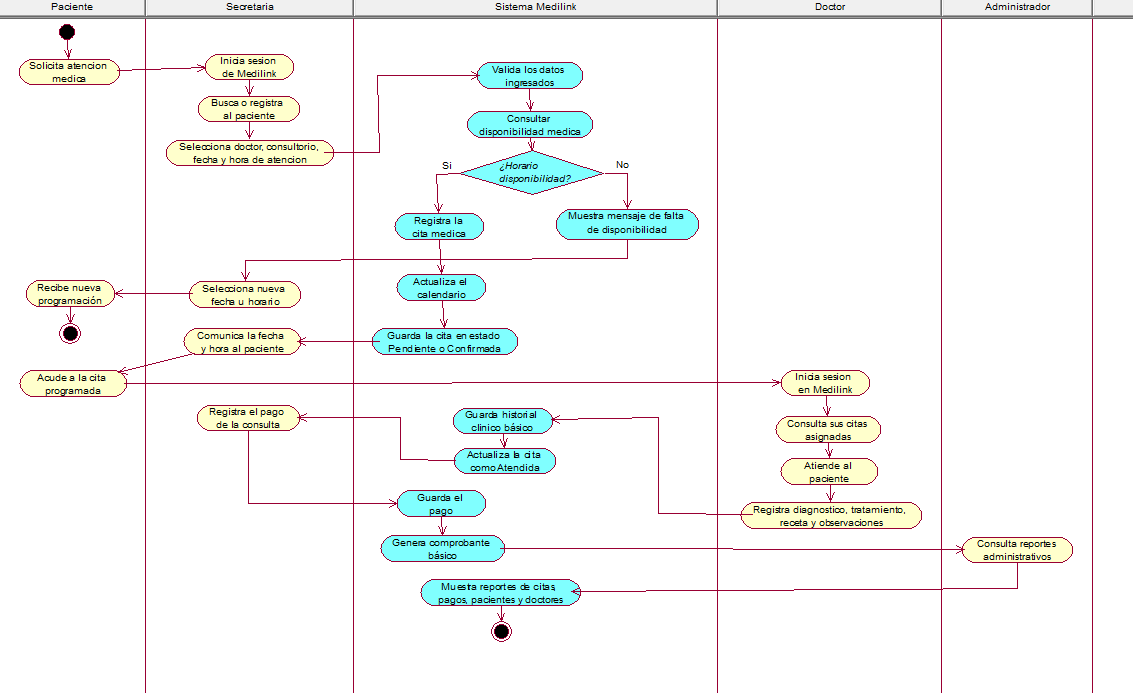 Paciente
Secretaria
Sistema Medilink
Doctor
Administrador
Solicita atencion
medica
Inicia sesion
de Medilink
Busca o registra
al paciente
Selecciona doctor, consultorio,
fecha y hora de atencion
Valida los datos
ingresados
Consultar
disponibilidad medica
¿Horario
disponibilidad?
Si
No
Registra la
cita medica
Muestra mensaje de falta
de disponibilidad
Actualiza el
calendario
Selecciona nueva
fecha u horario
Recibe nueva
programación
Guarda la cita en estado
Pendiente o Confirmada
Comunica la fecha
y hora al paciente
Acude a la cita
programada
Inicia sesion
en Medilink
Consulta sus citas
asignadas
Atiende al
paciente
Registra diagnostico, tratamiento,
receta y observaciones
Guarda historial
clinico básico
Actualiza la cita
como Atendida
Registra el pago
de la consulta
Guarda el
pago
Genera comprobante
básico
Consulta reportes
administrativos
Muestra reportes de citas,
pagos, pacientes y doctores